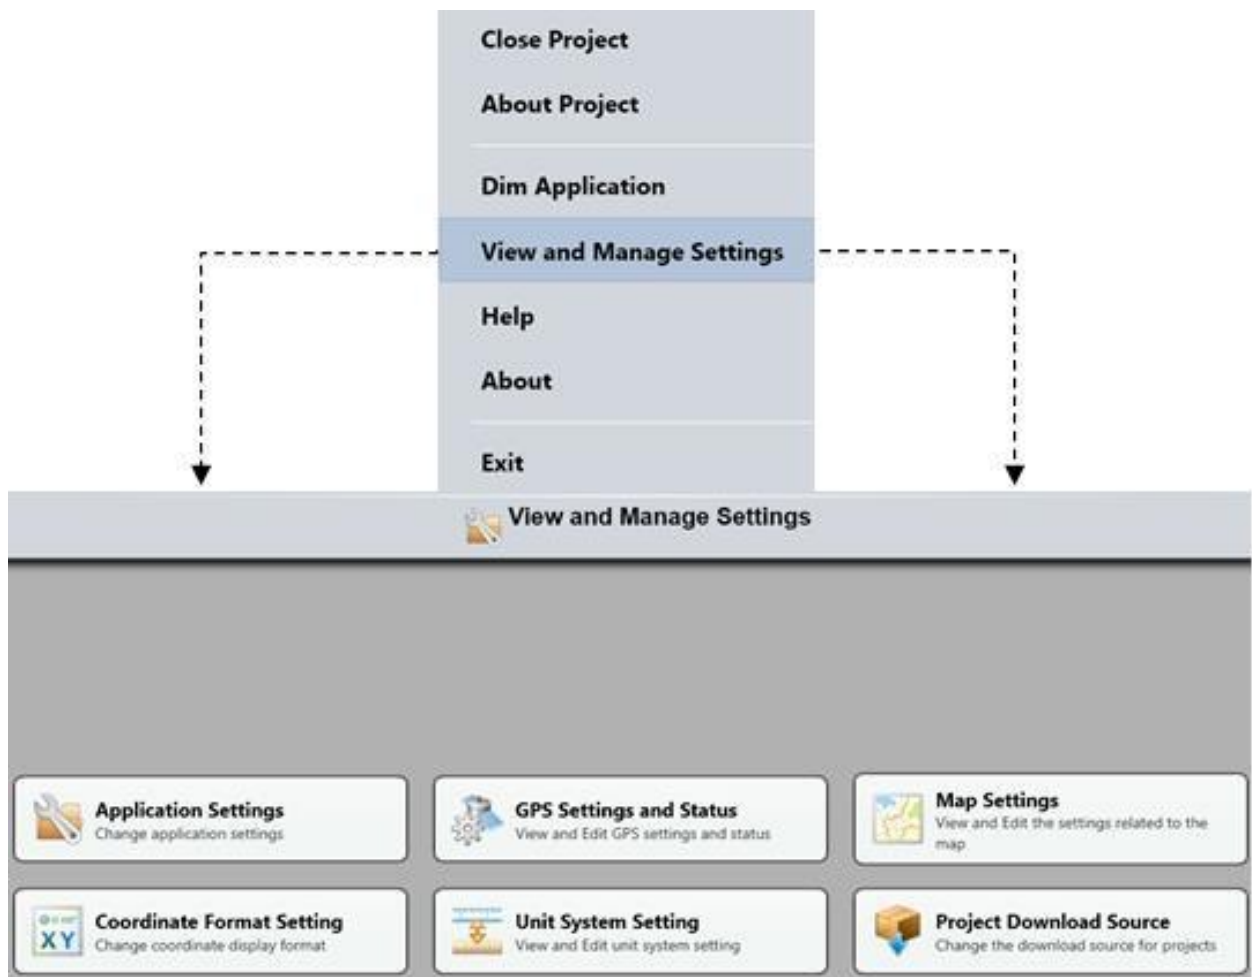 Close Project
About Project
Dim Application
View and Manage Settings
Help
About
Exit
View and Manage Settings
Application Settings
Change application settings
GPS Settings and Status
View and Edit GPS settings and status
Map Settings
View and Edit the settings related to the
map
Coordinate Format Setting
Change coordinate display format
XY
Unit System Setting
View and Edit unit system setting
Project Download Source
Change the download source for projects